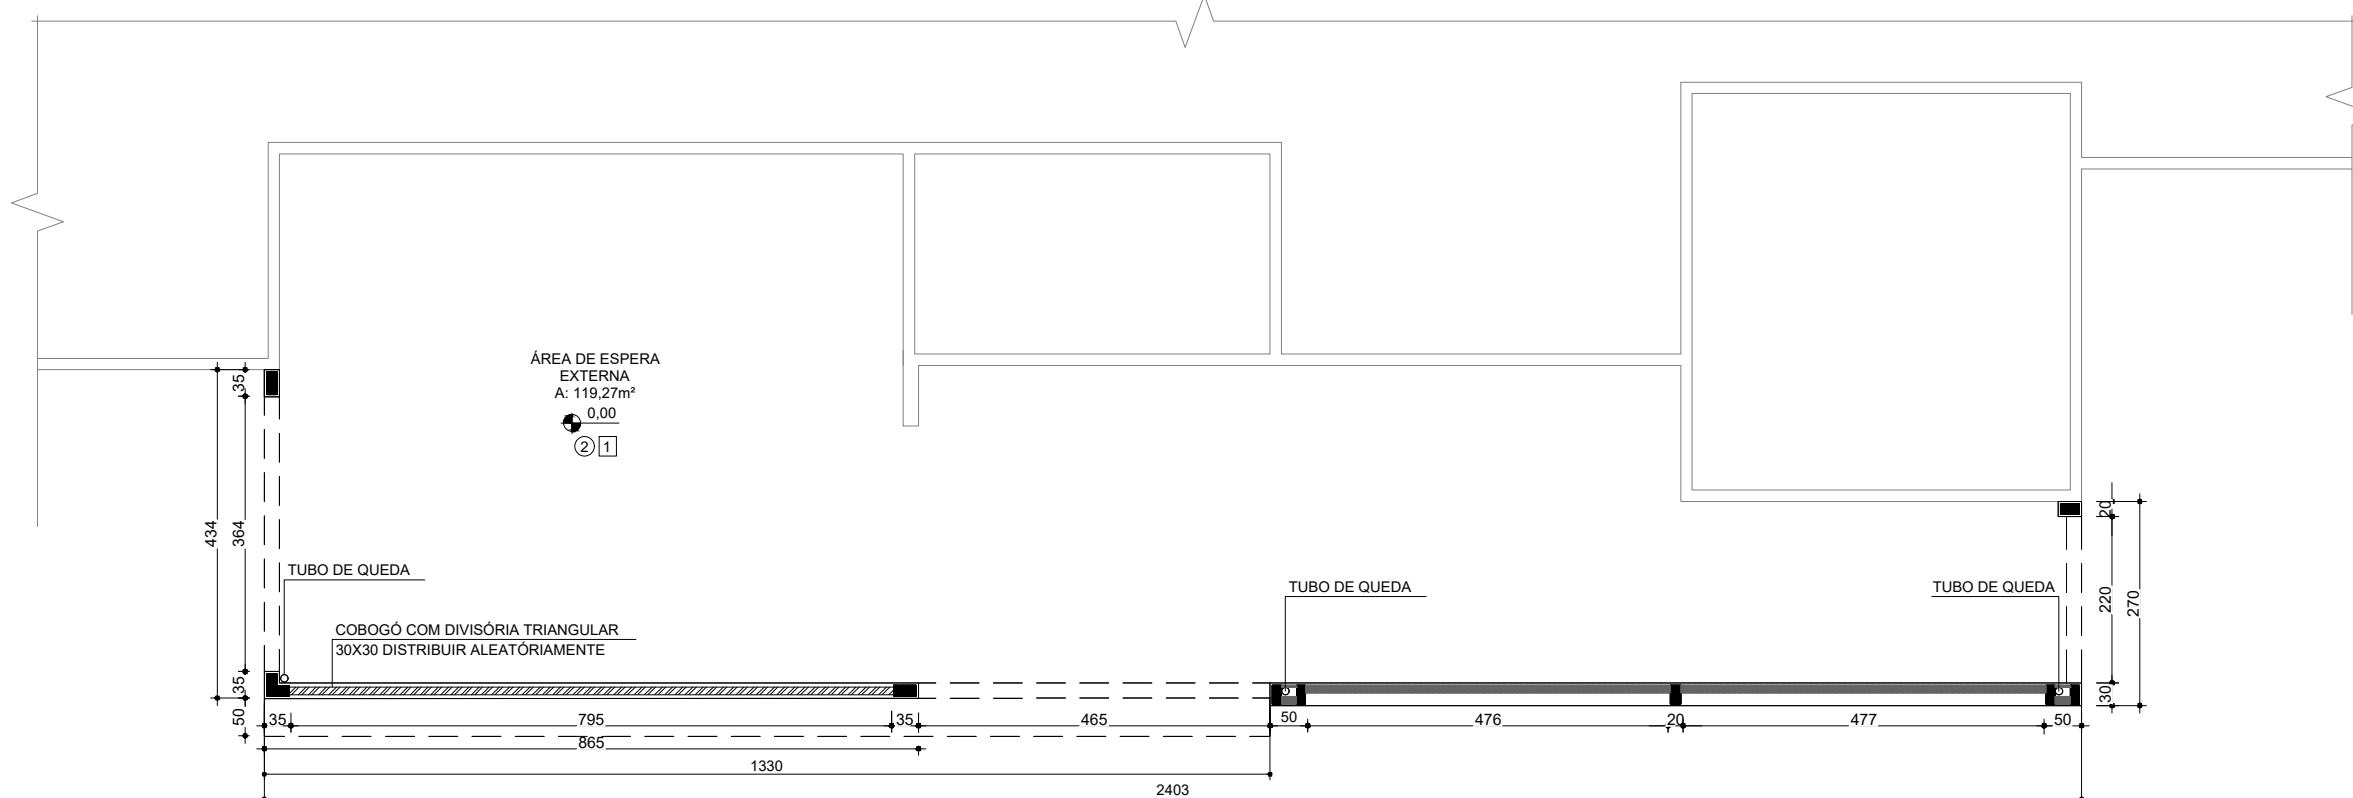 ÁREA DE ESPERA
EXTERNA
A: 119,27m²
0,00
2 1
35
434
364
35
50
TUBO DE QUEDA
COBOGÓ COM DIVISÓRIA TRIANGULAR
30X30 DISTRIBUIR ALEATÓRIAMENTE
TUBO DE QUEDA
TUBO DE QUEDA
20
220
270
30
35
795
35
465
50
476
20
477
50
865
1330
2403